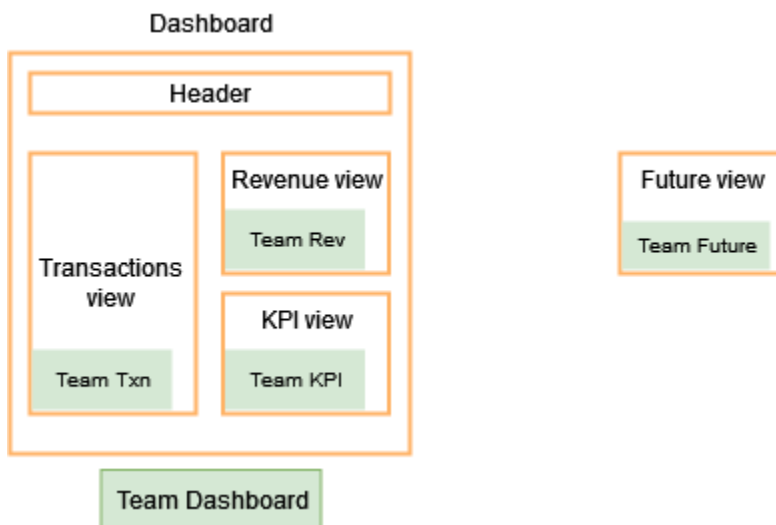 Dashboard
Header
Transactions
view
Team Txn
Revenue view
Team Rev
KPI view
Team KPI
Team Dashboard
Future view
Team Future